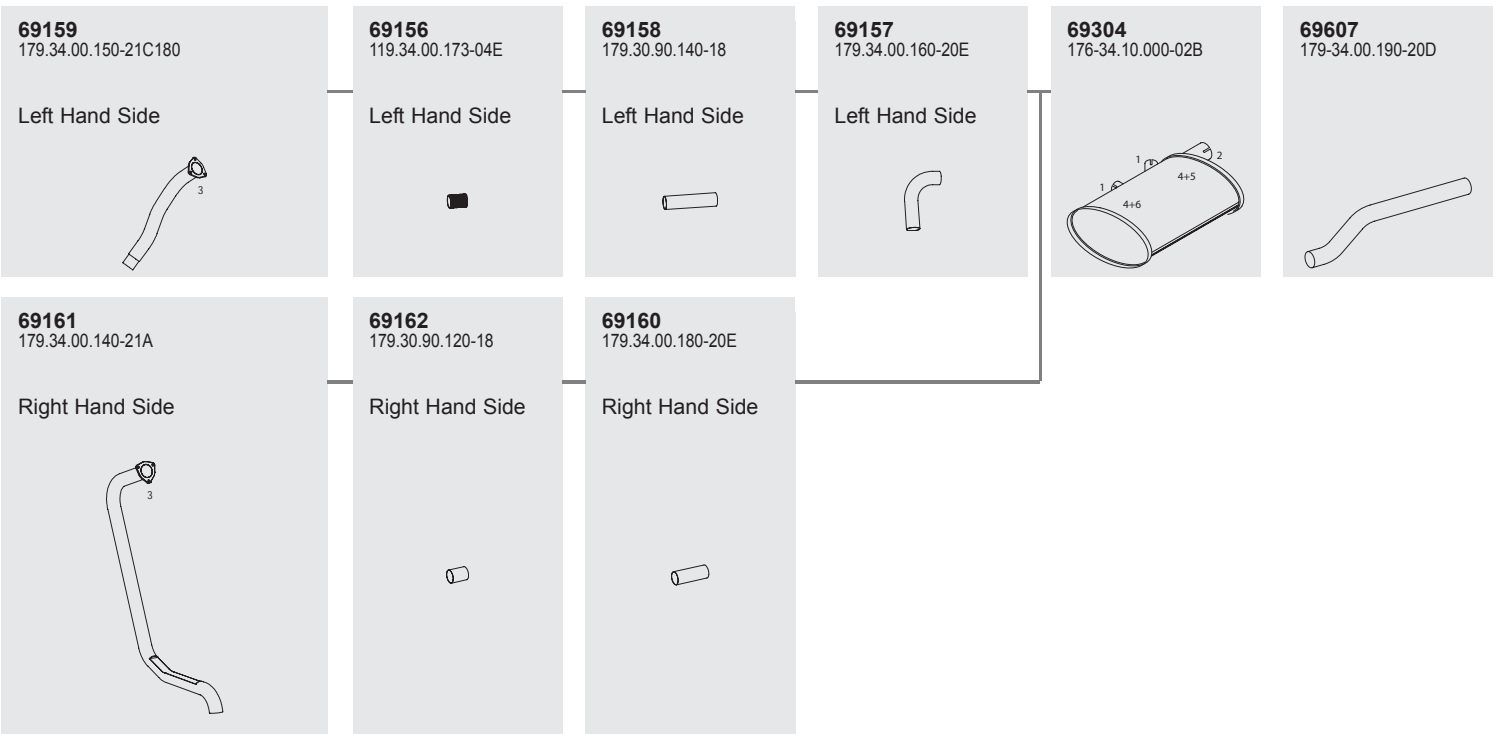 69159
179.34.00.150-21C180
Left Hand Side
3
69156
119.34.00.173-04E
Left Hand Side
69158
179.30.90.140-18
Left Hand Side
69157
179.34.00.160-20E
Left Hand Side
69304
176-34.10.000-02B
1
2
4+5
1
4+6
69607
179-34.00.190-20D
69161
179.34.00.140-21A
Right Hand Side
3
69162
179.30.90.120-18
Right Hand Side
69160
179.34.00.180-20E
Right Hand Side